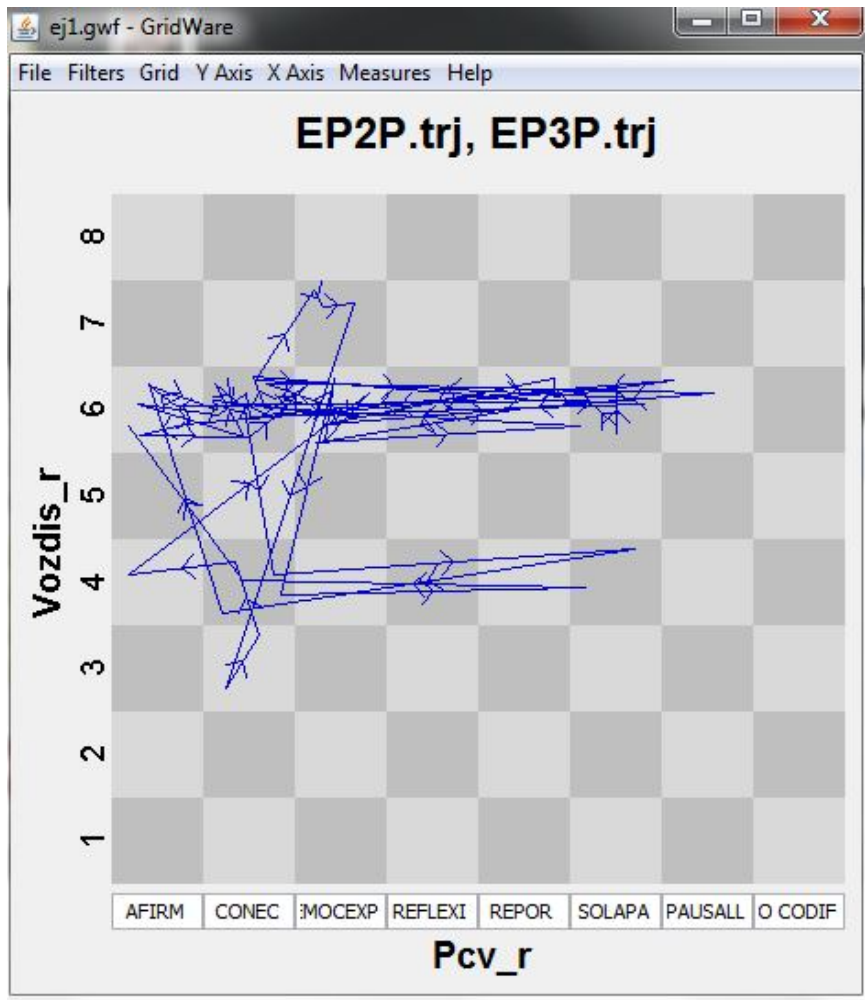 ej1.gwf - GridWare
File Filters Grid Y Axis X Axis Measures Help
EP2P.trj, EP3P.trj
8
7
6
5
4
3
2
1
Vozdis_r
AFIRM CONEC EMOCEXP REFLEXI REPOR SOLAPA PAUSALL O CODIF
Pcv_r